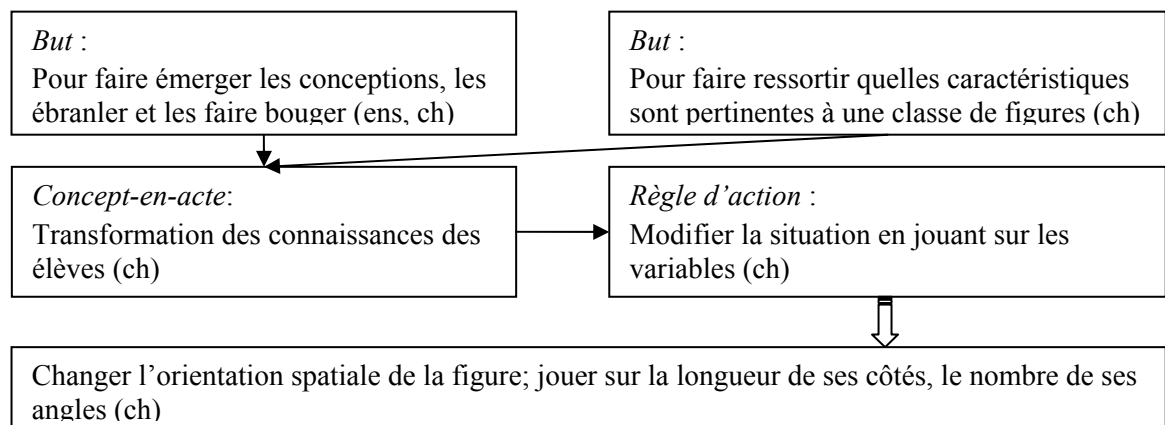 But :
Pour faire émerger les conceptions, les
ébranler et les faire bouger (ens, ch)
But :
Pour faire ressortir quelles caractéristiques
sont pertinentes à une classe de figures (ch)
Concept-en-acte:
Transformation des connaissances des
élèves (ch)
Règle d’action :
Modifier la situation en jouant sur les
variables (ch)
Changer l’orientation spatiale de la figure; jouer sur la longueur de ses côtés, le nombre de ses
angles (ch)